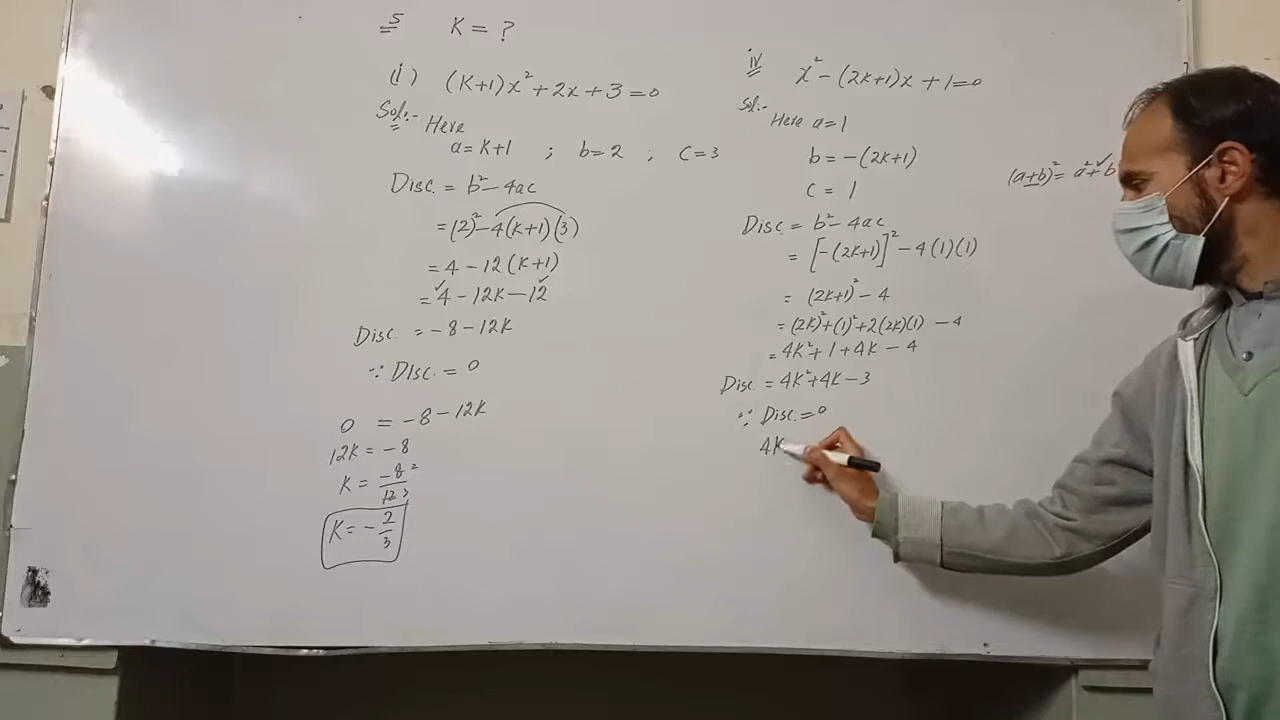 5 K = ?
(i) (K+1)x² + 2x + 3 = 0
Sol:-
Here
a = K+1 ; b = 2 ; C = 3
Disc. = b² - 4ac
= (2)² - 4(K+1)(3)
= 4 - 12(K+1)
= 4 - 12K - 12
Disc. = -8 - 12K
∵ Disc. = 0
0 = -8 - 12K
12K = -8
K = -8/12 2 3
K = -2/3
iv x² - (2K+1)x + 1 = 0
Sol:-
Here a = 1
b = -(2K+1)
C = 1
Disc = b² - 4ac
= [-(2K+1)]² - 4(1)(1)
= (2K+1)² - 4
= (2K)² + (1)² + 2(2K)(1) - 4
= 4K² + 1 + 4K - 4
Disc. = 4K² + 4K - 3
∵ Disc. = 0
4K
(a+b)² = a² + b